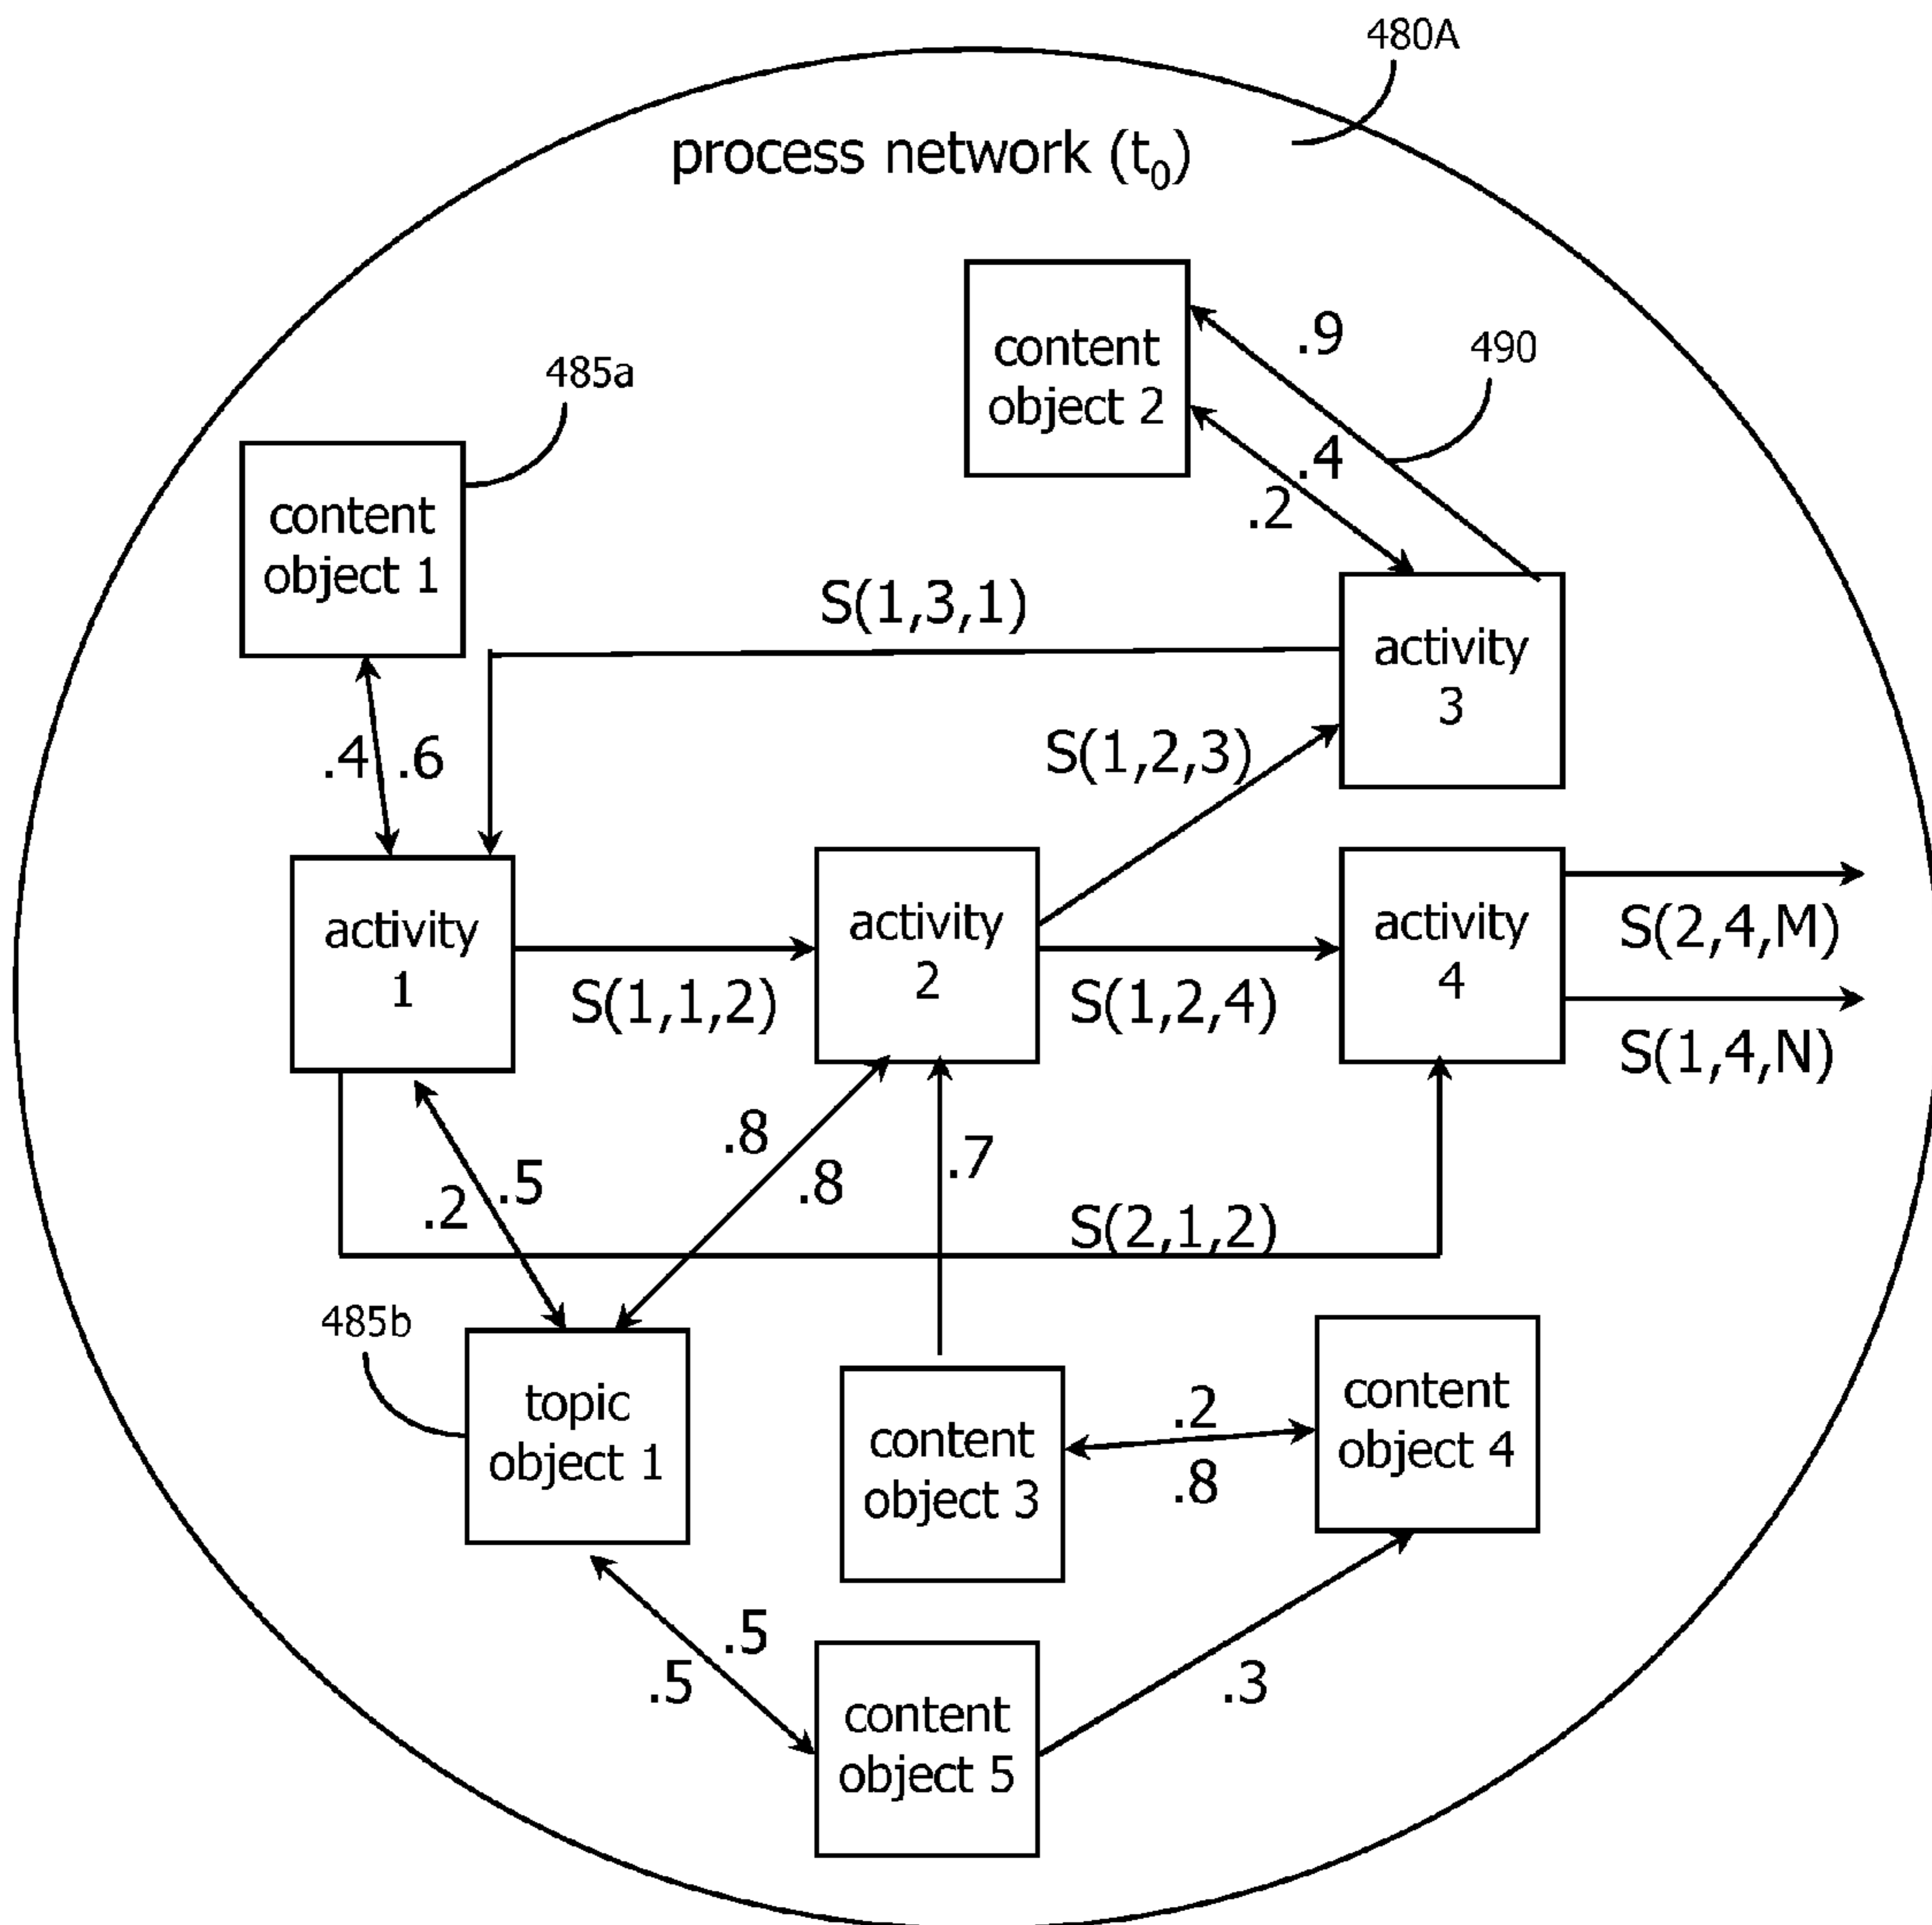 480A
process network (t0)
content
object 2
.9
490
.4
.2
485a
content
object 1
S(1,3,1)
activity
3
.4
.6
S(1,2,3)
activity
1
S(1,1,2)
activity
2
S(1,2,4)
activity
4
S(2,4,M)
S(1,4,N)
.8
.8
.7
.5
.2
S(2,1,2)
485b
topic
object 1
content
object 3
.2
.8
content
object 4
.5
.5
content
object 5
.3